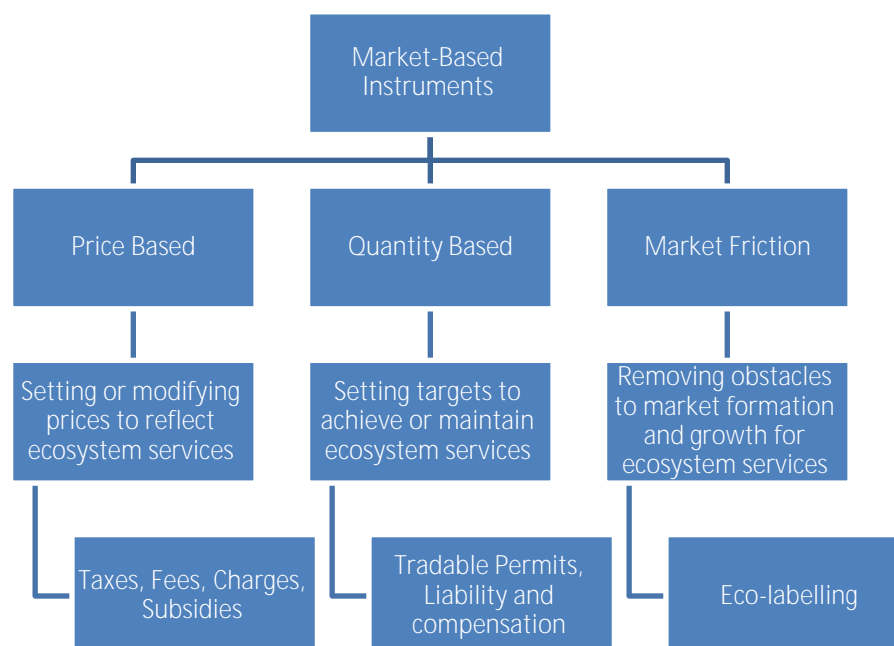 Market-Based
Instruments
Price Based
Quantity Based
Market Friction
Setting or modifying
prices to reflect
ecosystem services
Setting targets to
achieve or maintain
ecosystem services
Removing obstacles
to market formation
and growth for
ecosystem services
Taxes, Fees, Charges,
Subsidies
Tradable Permits,
Liability and
compensation
Eco-labelling